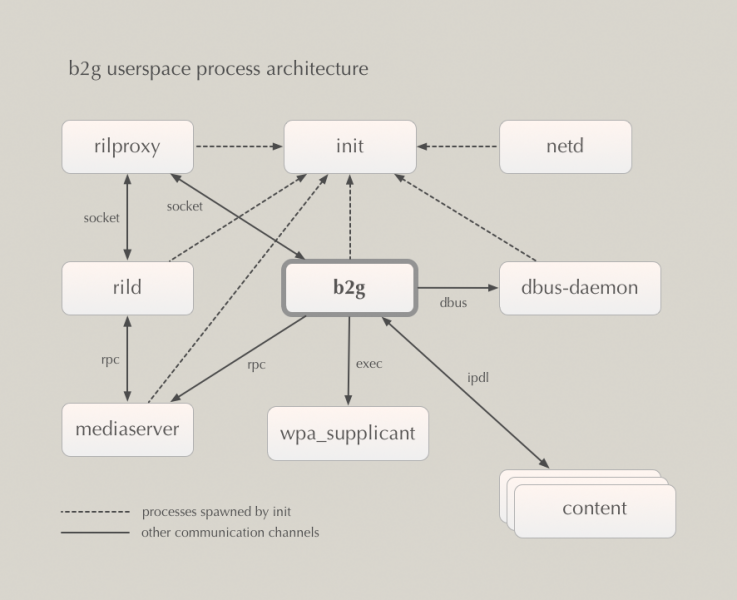 b2g userspace process architecture
rilproxy
init
netd
socket
socket
rild
b2g
dbus
dbus-daemon
rpc
rpc
exec
ipdl
mediaserver
wpa_supplicant
content
processes spawned by init
other communication channels